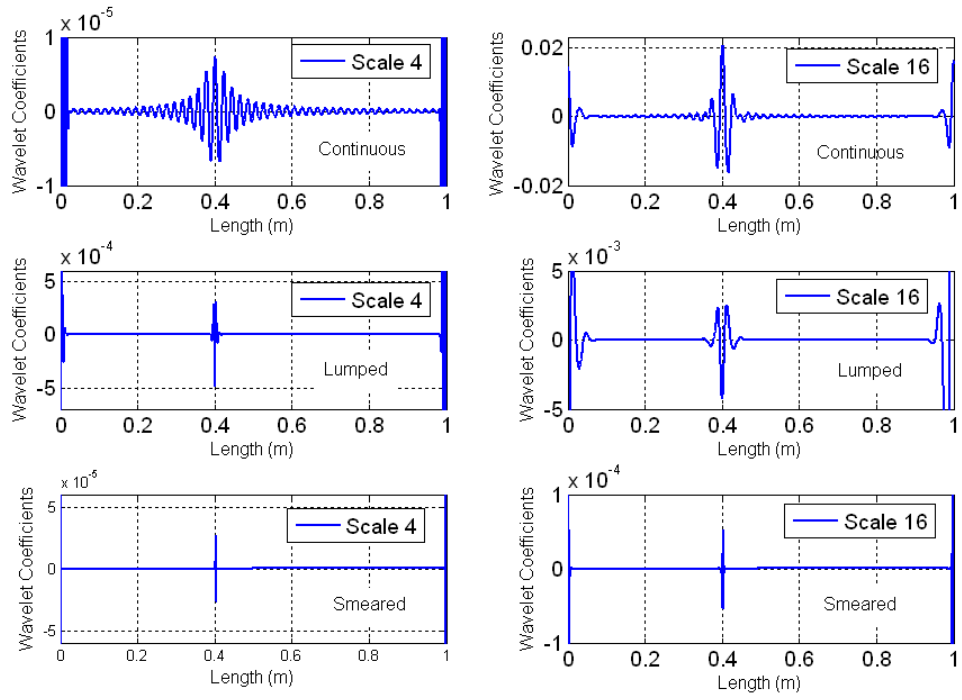 x 10^-5
Wavelet Coefficients
1
0
-1
Scale 4
Continuous
0 0.2 0.4 0.6 0.8 1
Length (m)
Wavelet Coefficients
0.02
0
-0.02
Scale 16
Continuous
0 0.2 0.4 0.6 0.8 1
Length (m)
x 10^-4
Wavelet Coefficients
5
0
-5
Scale 4
Lumped
0 0.2 0.4 0.6 0.8 1
Length (m)
x 10^-3
Wavelet Coefficients
5
0
-5
Scale 16
Lumped
0 0.2 0.4 0.6 0.8 1
Length (m)
x 10^-5
Wavelet Coefficients
5
0
-5
Scale 4
Smeared
0 0.2 0.4 0.6 0.8 1
Length (m)
x 10^-4
Wavelet Coefficients
1
0
-1
Scale 16
Smeared
0 0.2 0.4 0.6 0.8 1
Length (m)